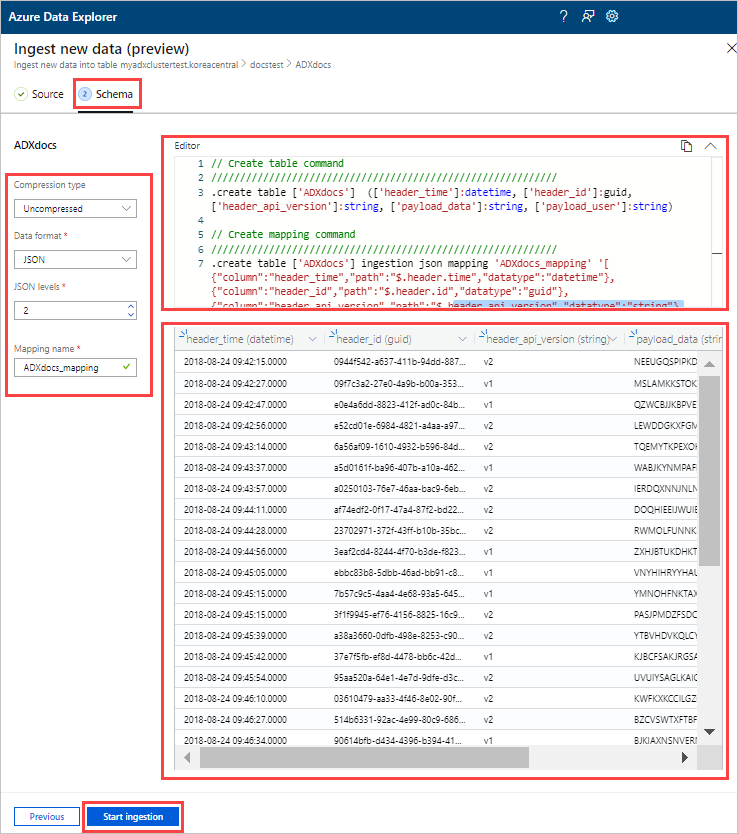 Azure Data Explorer
?
Ingest new data (preview)
Ingest new data into table myadxclustertest.koreacentral > docstest > ADXdocs
Source
2 Schema
ADXdocs
Compression type
Uncompressed
Data format *
JSON
JSON levels *
2
Mapping name *
ADXdocs_mapping
Editor
1 // Create table command
2 ////////////////////////////////////////////////////////////
3 .create table ['ADXdocs']  (['header_time']:datetime, ['header_id']:guid,
['header_api_version']:string, ['payload_data']:string, ['payload_user']:string)
4
5 // Create mapping command
6 ////////////////////////////////////////////////////////////
7 .create table ['ADXdocs'] ingestion json mapping 'ADXdocs_mapping' '[
{"column":"header_time","path":"$.header.time","datatype":"datetime"},
{"column":"header_id","path":"$.header.id","datatype":"guid"},
{"column":"header_api_version","path":"$.header.api_version","datatype":"string"},
header_time (datetime) header_id (guid) header_api_version (string) payload_data (strin
2018-08-24 09:42:15.0000 0944f542-a637-411b-94dd-887... v2 NEEUGQSPIPKD
2018-08-24 09:42:27.0000 09f7c3a2-27e0-4a9b-b00a-353... v1 MSLAMKKSTOK
2018-08-24 09:42:47.0000 e0e4a6dd-8823-412f-ad0c-84b... v1 QZWCBJJKBPVE
2018-08-24 09:42:56.0000 e52cd01e-6984-4821-a4aa-a97... v2 LEWDDGKXFGM
2018-08-24 09:43:14.0000 6a56af09-1610-4932-b596-84d... v2 TQEMYTKPEXOH
2018-08-24 09:43:37.0000 a5d0161f-ba96-407b-a10a-462... v1 WABJKYNMPAF
2018-08-24 09:43:57.0000 a0250103-76e7-46aa-bac9-6eb... v2 IERDQXNNJNLN
2018-08-24 09:44:11.0000 af74edf2-0f17-47a4-87f2-bd22... v2 DOQHIEEIJWUIE
2018-08-24 09:44:28.0000 23702971-372f-43ff-b10b-35bc... v2 RWMOLFUNNK
2018-08-24 09:44:56.0000 3eaf2cd4-8244-4f70-b3de-f823... v1 ZXHJBTUKDHKT
2018-08-24 09:45:05.0000 ebbc83b8-5dbb-46ad-bb91-c8... v1 VNYHIHRYYHAU
2018-08-24 09:45:15.0000 7b57c9c5-4aa4-4e68-93a5-645... v1 YMNOHFNKTAX
2018-08-24 09:45:15.0000 3f1f9945-ef76-4156-8825-16c9... v2 PASJPMDZFSDC
2018-08-24 09:45:39.0000 a38a3660-0dfb-498e-8253-c90... v2 YTBVHDVKQLCY
2018-08-24 09:45:42.0000 37e7f5fb-ef8d-4478-bb6c-42d... v1 KJBCFSAKJRGSA
2018-08-24 09:45:54.0000 95aa520a-64e1-4e7d-9dfe-d3c... v2 UVUIYSAGLKAIC
2018-08-24 09:46:10.0000 03610479-aa33-4f46-8e02-90f... v2 KWFKXKCCILGZ
2018-08-24 09:46:27.0000 514b6331-92ac-4e99-80c9-686... v2 BZCVSWTXFTBF
2018-08-24 09:46:34.0000 90614bfb-d434-4396-b394-41... v1 BJKIAXNSNVERI
Previous
Start ingestion